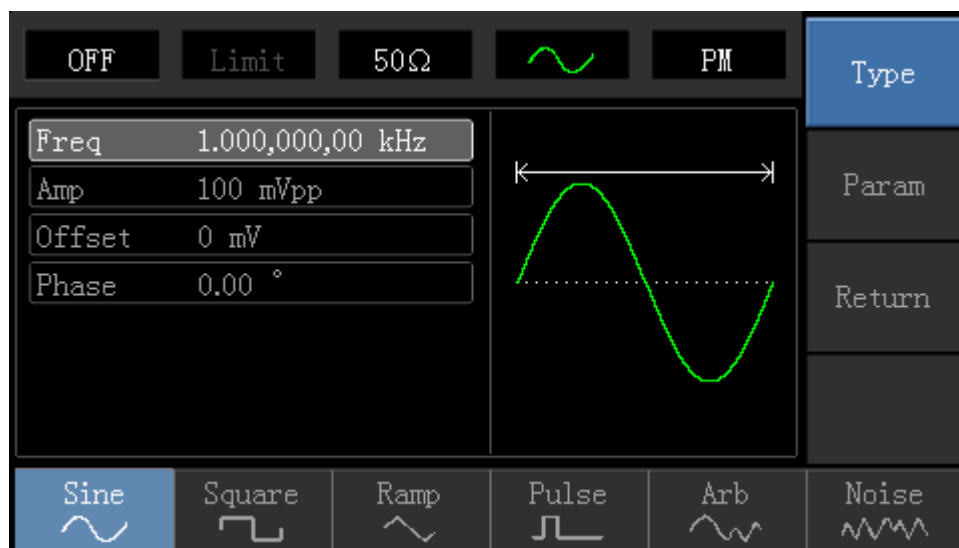 OFF Limit 50Ω PM
Type
Freq 1.000,000,00 kHz
Amp 100 mVpp
Offset 0 mV
Phase 0.00 °
Param
Return
Sine Square Ramp Pulse Arb Noise